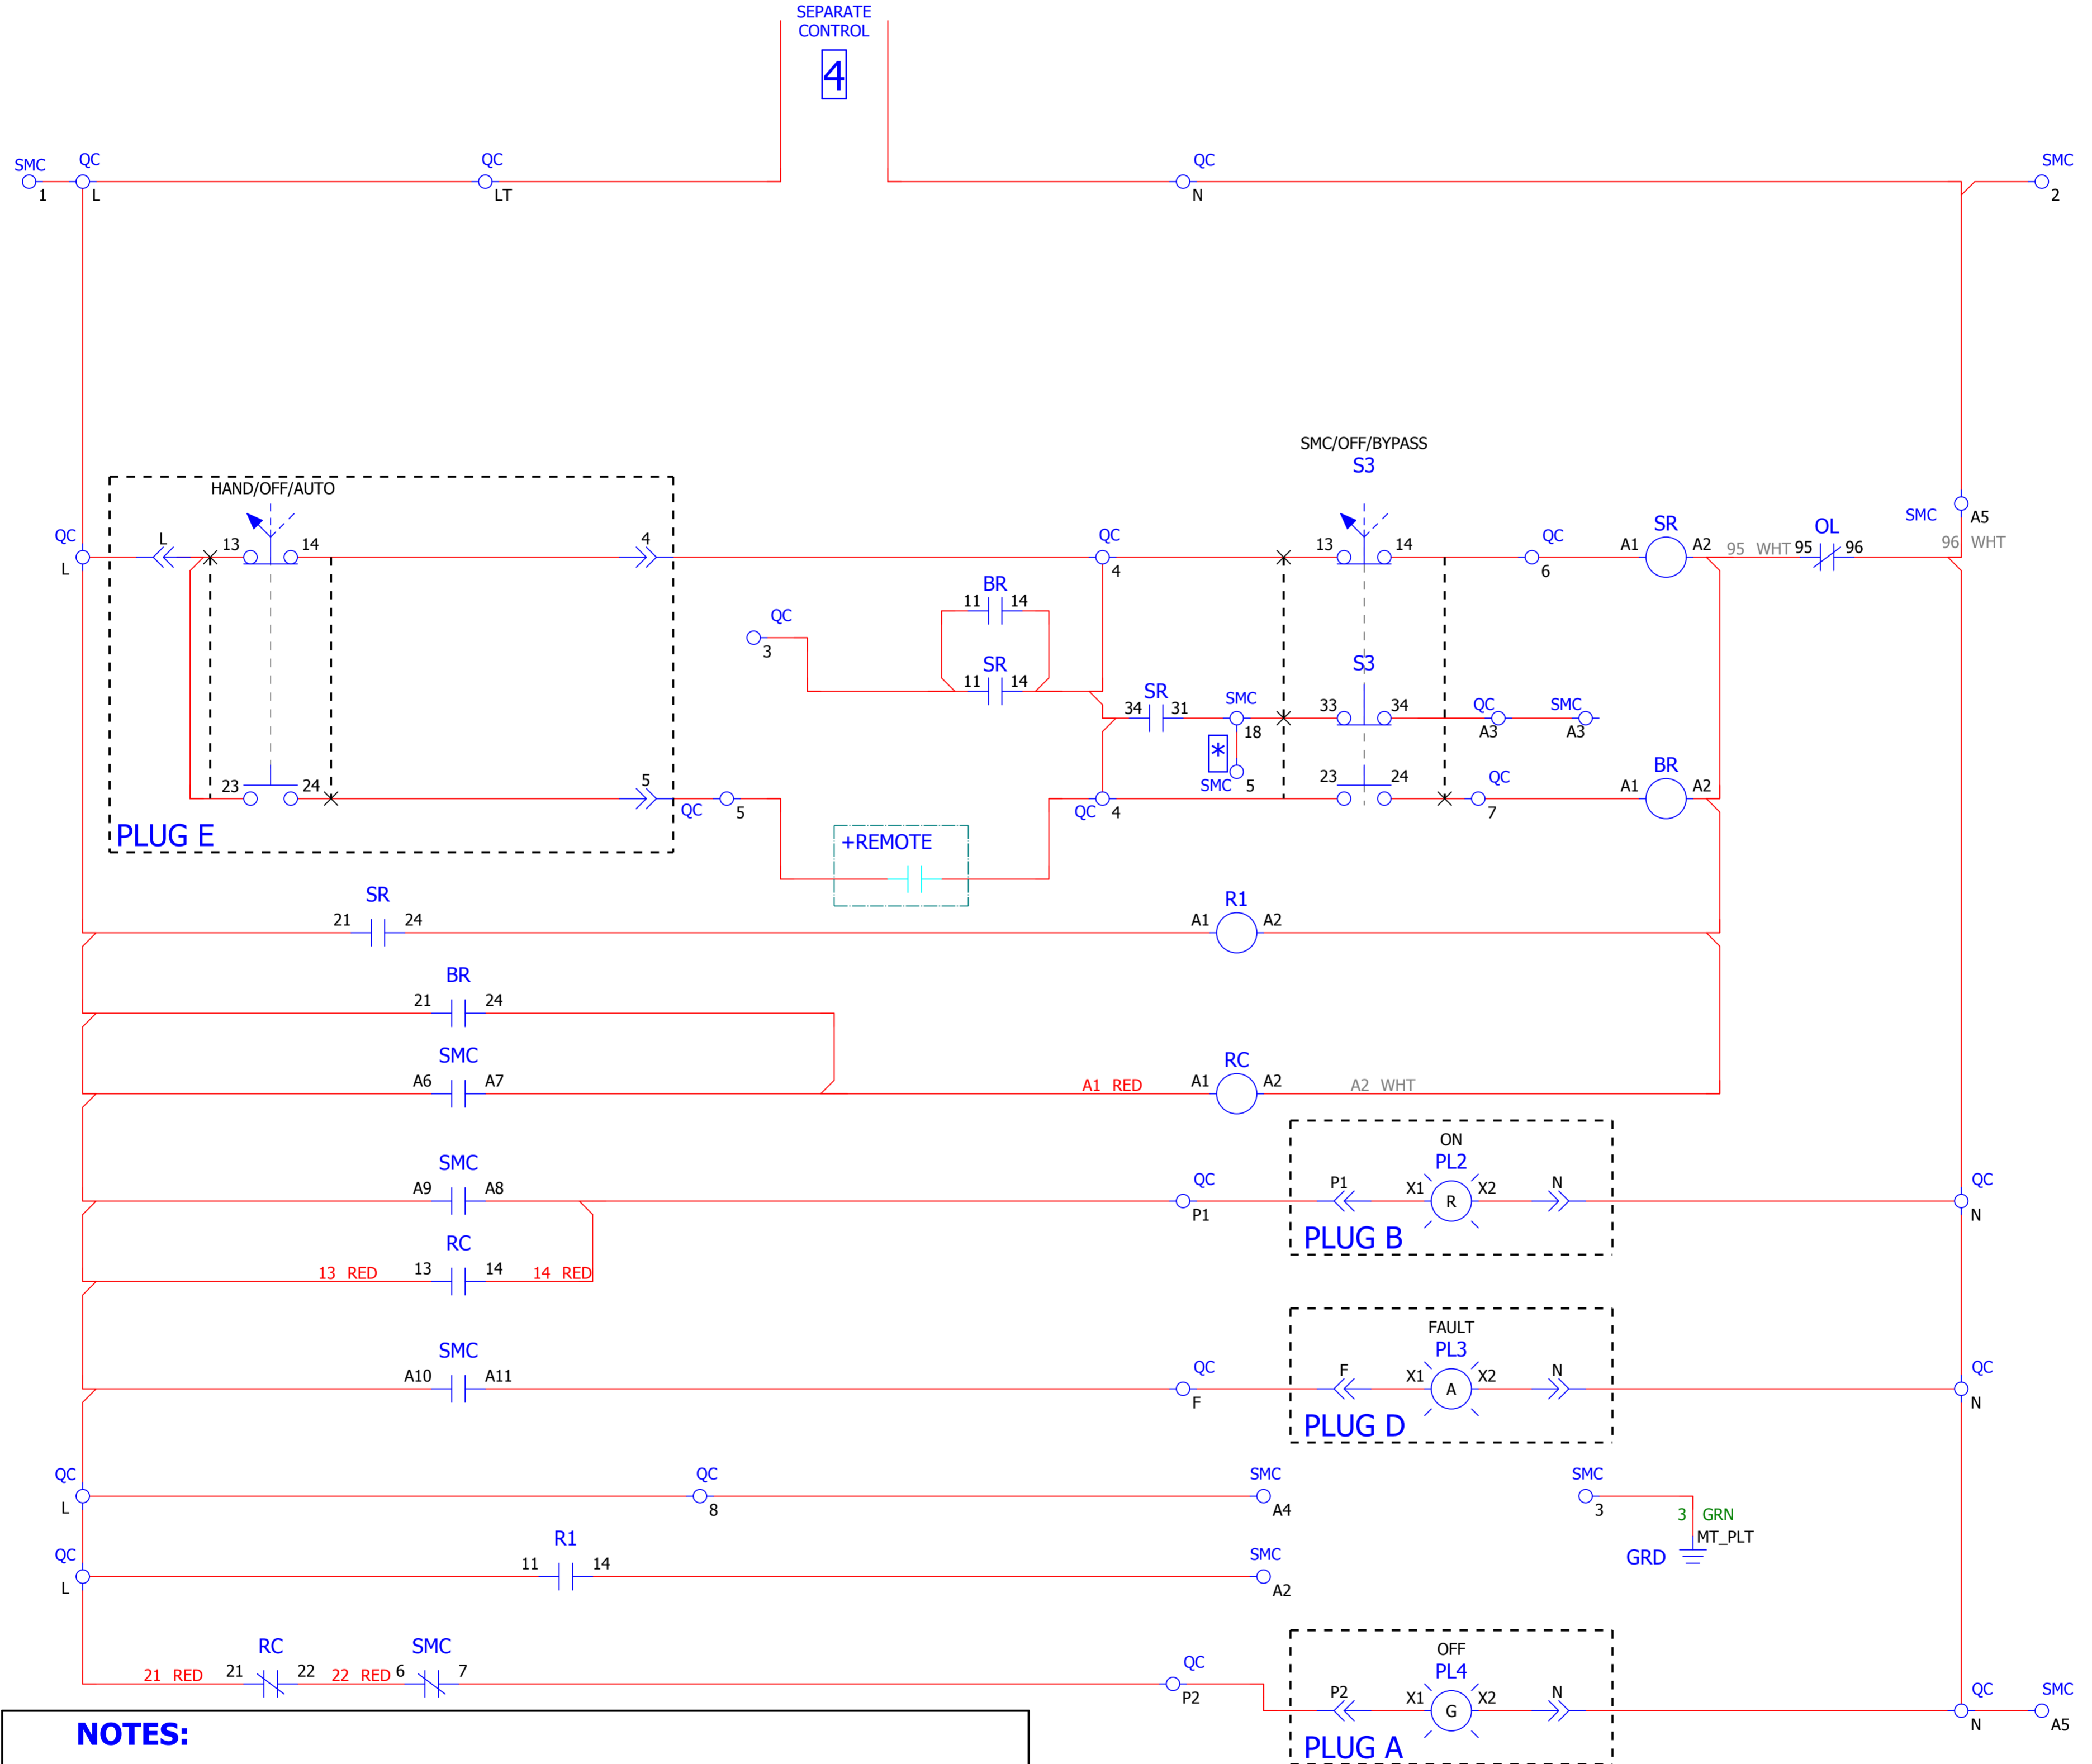 SEPARATE
CONTROL
4
SMC
1
QC
L
QC
LT
QC
N
SMC
2
SMC/OFF/BYPASS
S3
HAND/OFF/AUTO
QC
L
L
13
14
4
QC
4
13
14
QC
6
SR
A1
A2
95 WHT
OL
95
96
SMC
A5
96 WHT
BR
11
14
QC
3
SR
11
14
SR
34
31
SMC
18
*
SMC
5
S3
33
34
QC
A3
SMC
A3
23
24
5
QC
5
QC
4
23
24
QC
7
BR
A1
A2
PLUG E
+REMOTE
SR
21
24
R1
A1
A2
BR
21
24
SMC
A6
A7
A1 RED
RC
A1
A2
A2 WHT
SMC
A9
A8
QC
P1
ON
PL2
P1
X1
R
X2
N
PLUG B
QC
N
RC
13 RED
13
14
14 RED
SMC
A10
A11
QC
F
FAULT
PL3
F
X1
A
X2
N
PLUG D
QC
N
QC
L
QC
8
SMC
A4
SMC
3
3 GRN
MT_PLT
GRD
QC
L
R1
11
14
SMC
A2
RC
21 RED
21
22
22 RED
SMC
6
7
QC
P2
OFF
PL4
P2
X1
G
X2
N
PLUG A
QC
N
SMC
A5
NOTES: